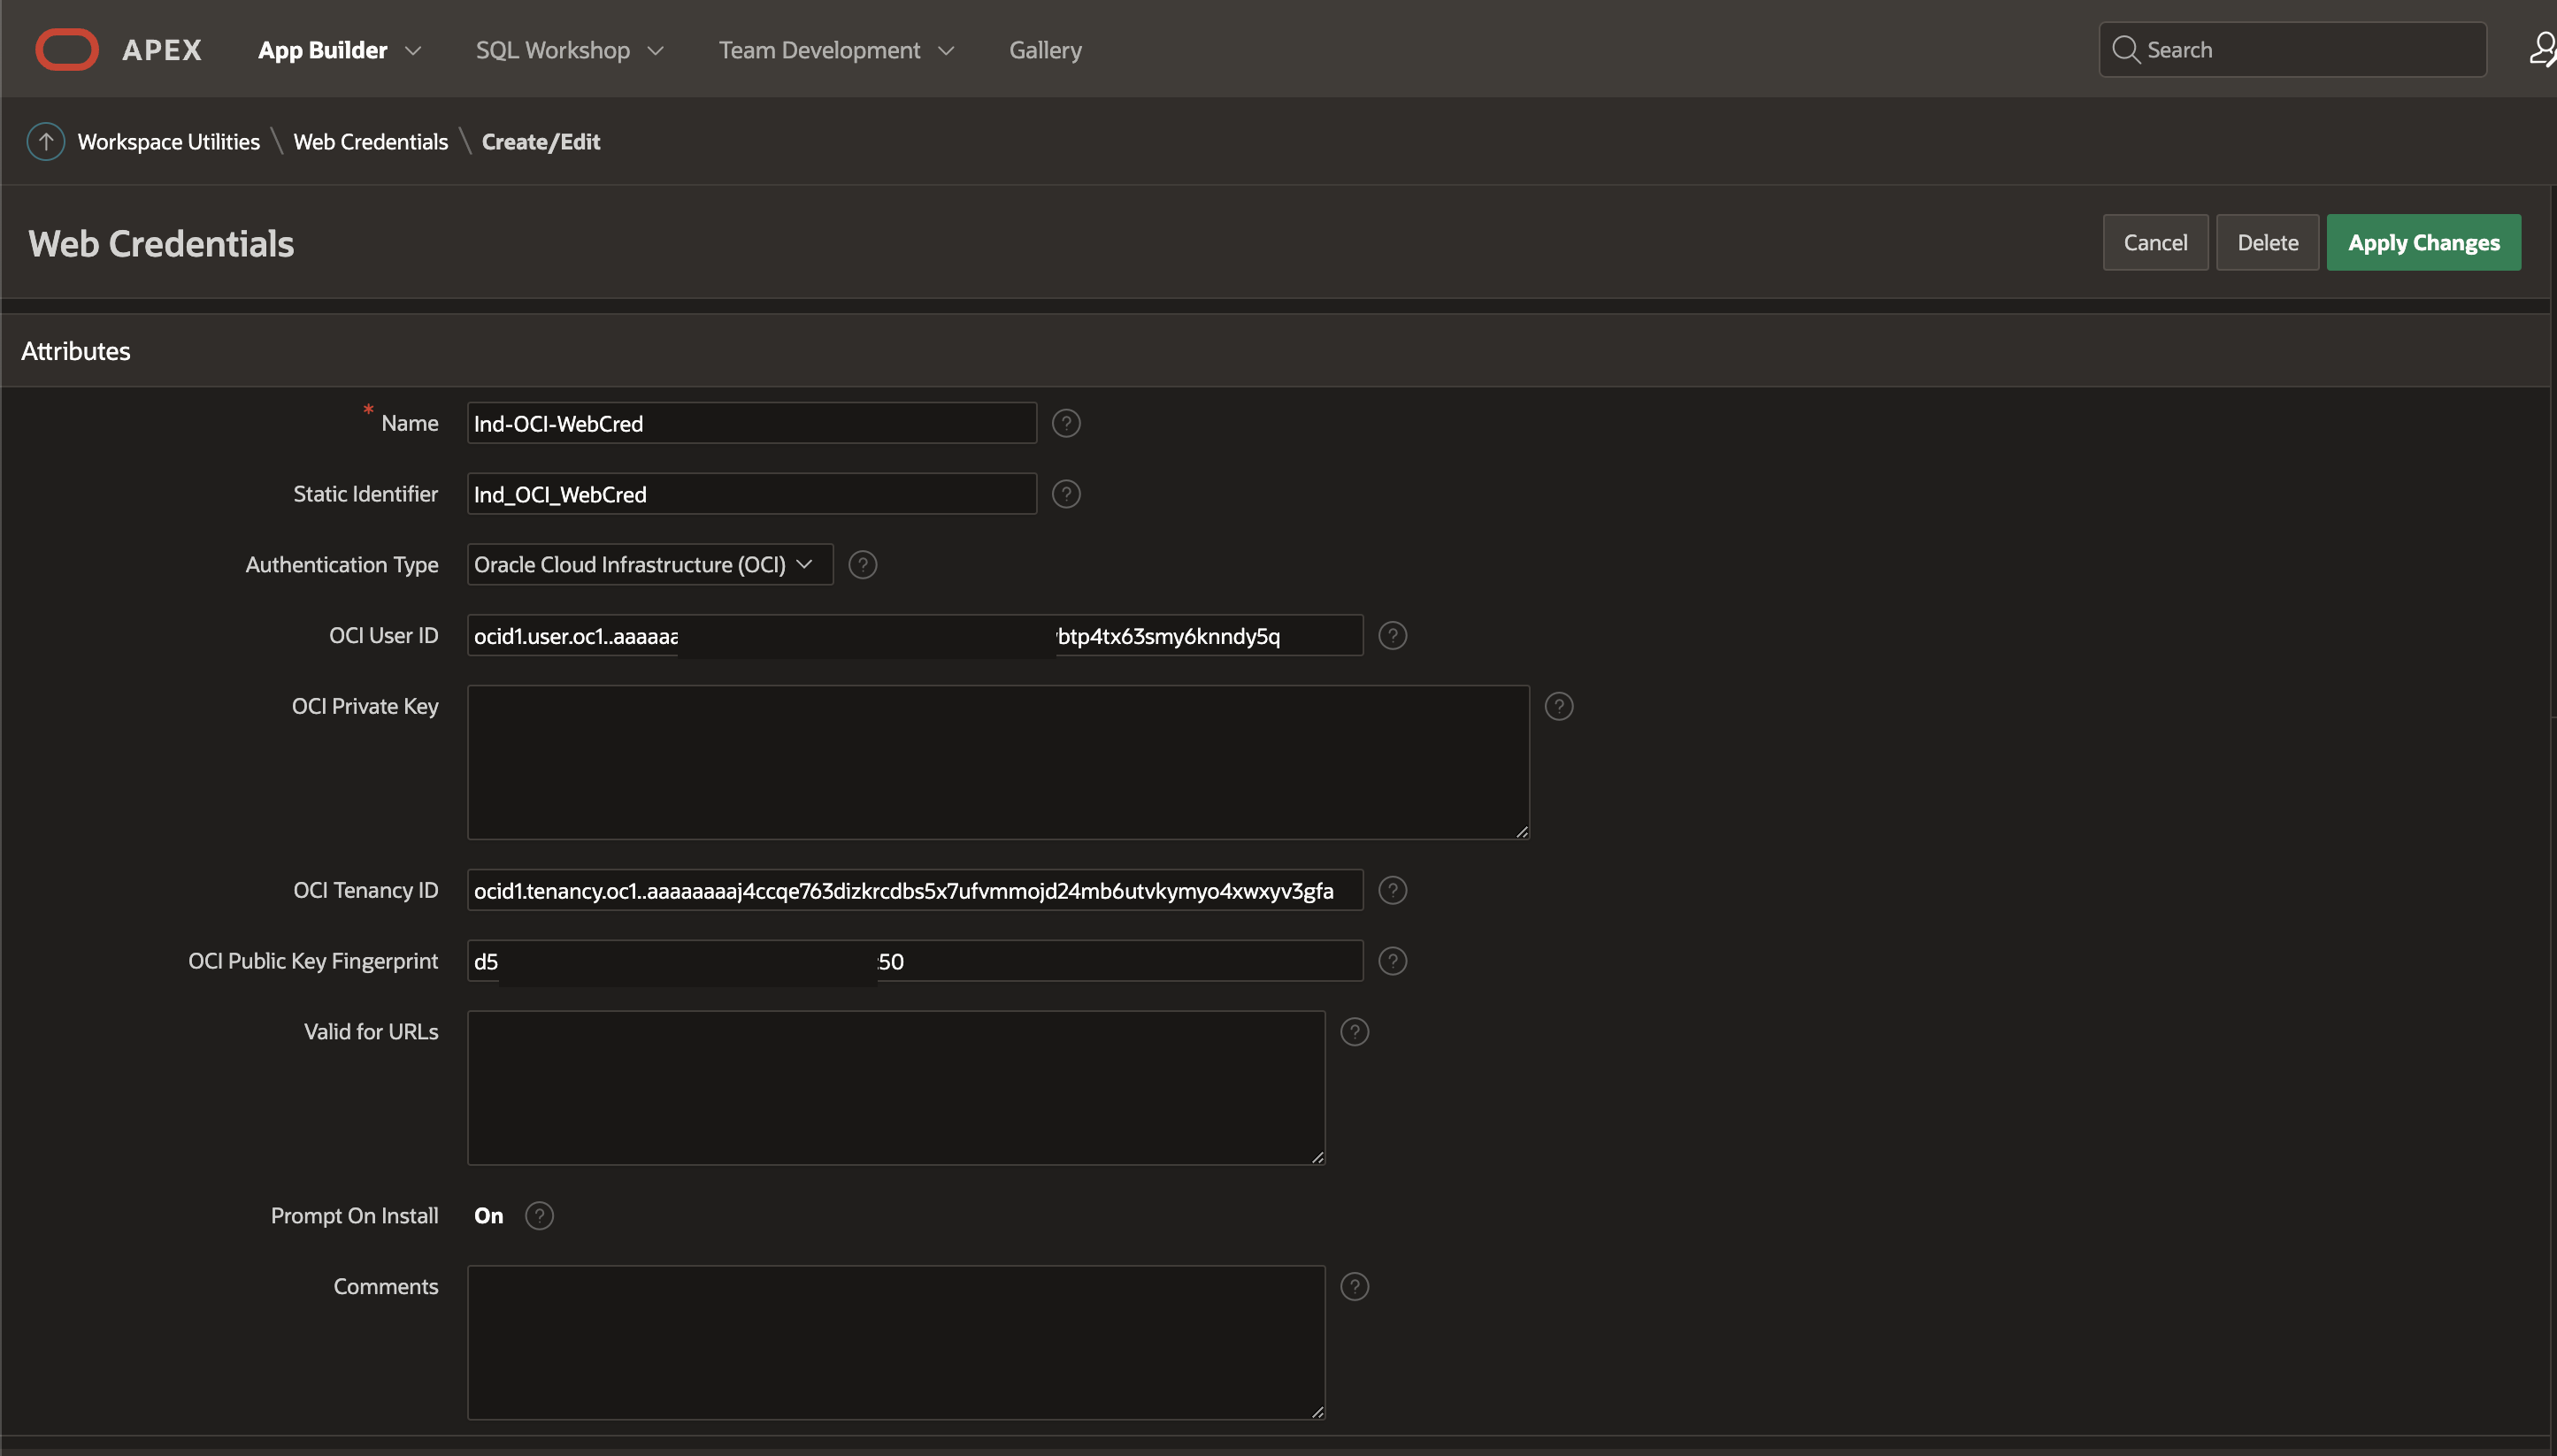 APEX App Builder SQL Workshop Team Development Gallery Search
Workspace Utilities \ Web Credentials \ Create/Edit
Web Credentials Cancel Delete Apply Changes
Attributes
* Name Ind-OCI-WebCred ?
Static Identifier Ind_OCI_WebCred ?
Authentication Type Oracle Cloud Infrastructure (OCI) ?
OCI User ID ocid1.user.oc1..aaaaaa btp4tx63smy6knndy5q ?
OCI Private Key ?
OCI Tenancy ID ocid1.tenancy.oc1..aaaaaaaaj4ccqe763dizkrcdbs5x7ufvmmojd24mb6utvkymyo4xwxyv3gfa ?
OCI Public Key Fingerprint d5 :50 ?
Valid for URLs ?
Prompt On Install On ?
Comments ?